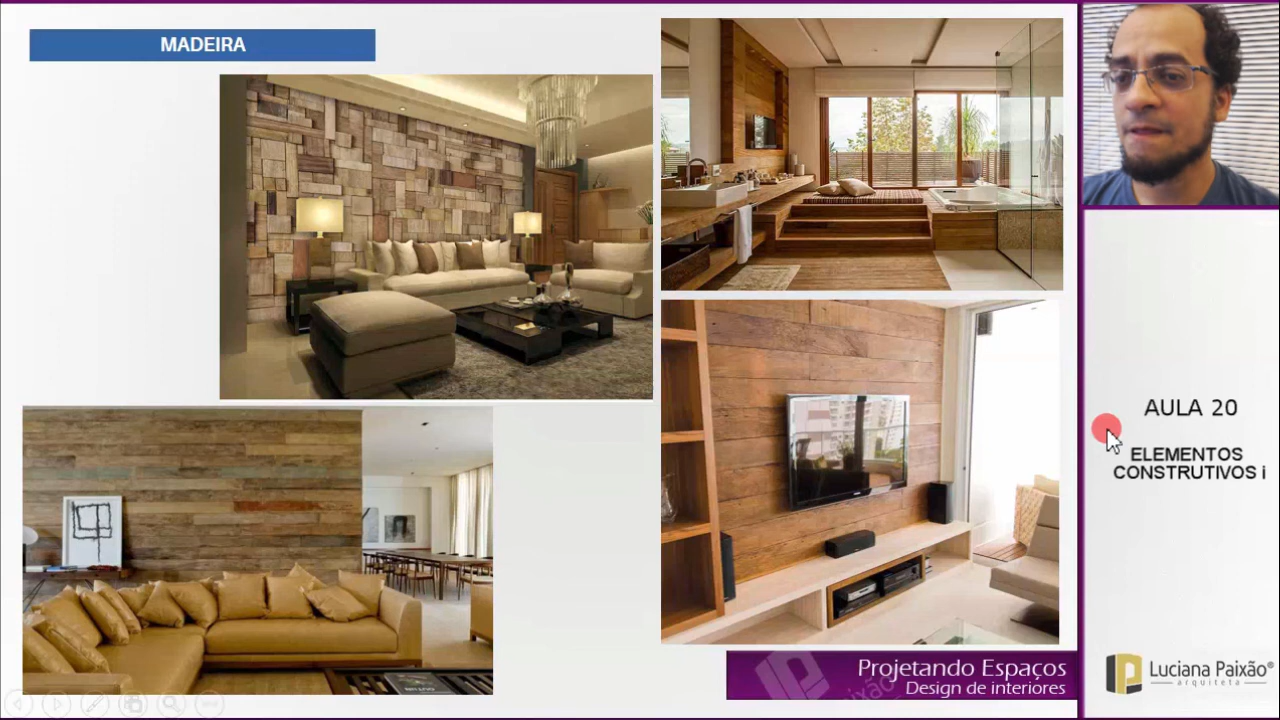 MADEIRA
AULA 20
ELEMENTOS
CONSTRUTIVOS i
Projetando Espaços
Design de interiores
Luciana Paixão®
arquiteta